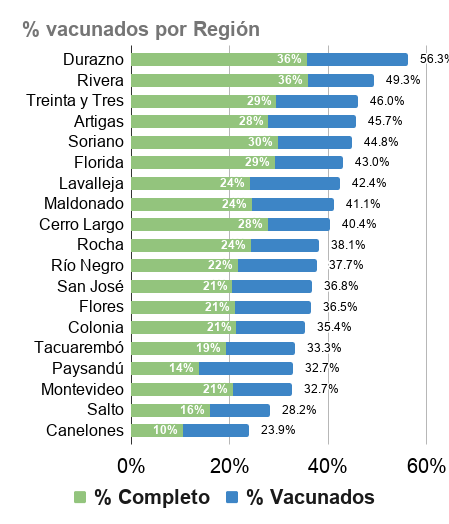 % vacunados por Región
Durazno 36% 56.3%
Rivera 36% 49.3%
Treinta y Tres 29% 46.0%
Artigas 28% 45.7%
Soriano 30% 44.8%
Florida 29% 43.0%
Lavalleja 24% 42.4%
Maldonado 24% 41.1%
Cerro Largo 28% 40.4%
Rocha 24% 38.1%
Río Negro 22% 37.7%
San José 21% 36.8%
Flores 21% 36.5%
Colonia 21% 35.4%
Tacuarembó 19% 33.3%
Paysandú 14% 32.7%
Montevideo 21% 32.7%
Salto 16% 28.2%
Canelones 10% 23.9%
0% 20% 40% 60%
% Completo % Vacunados